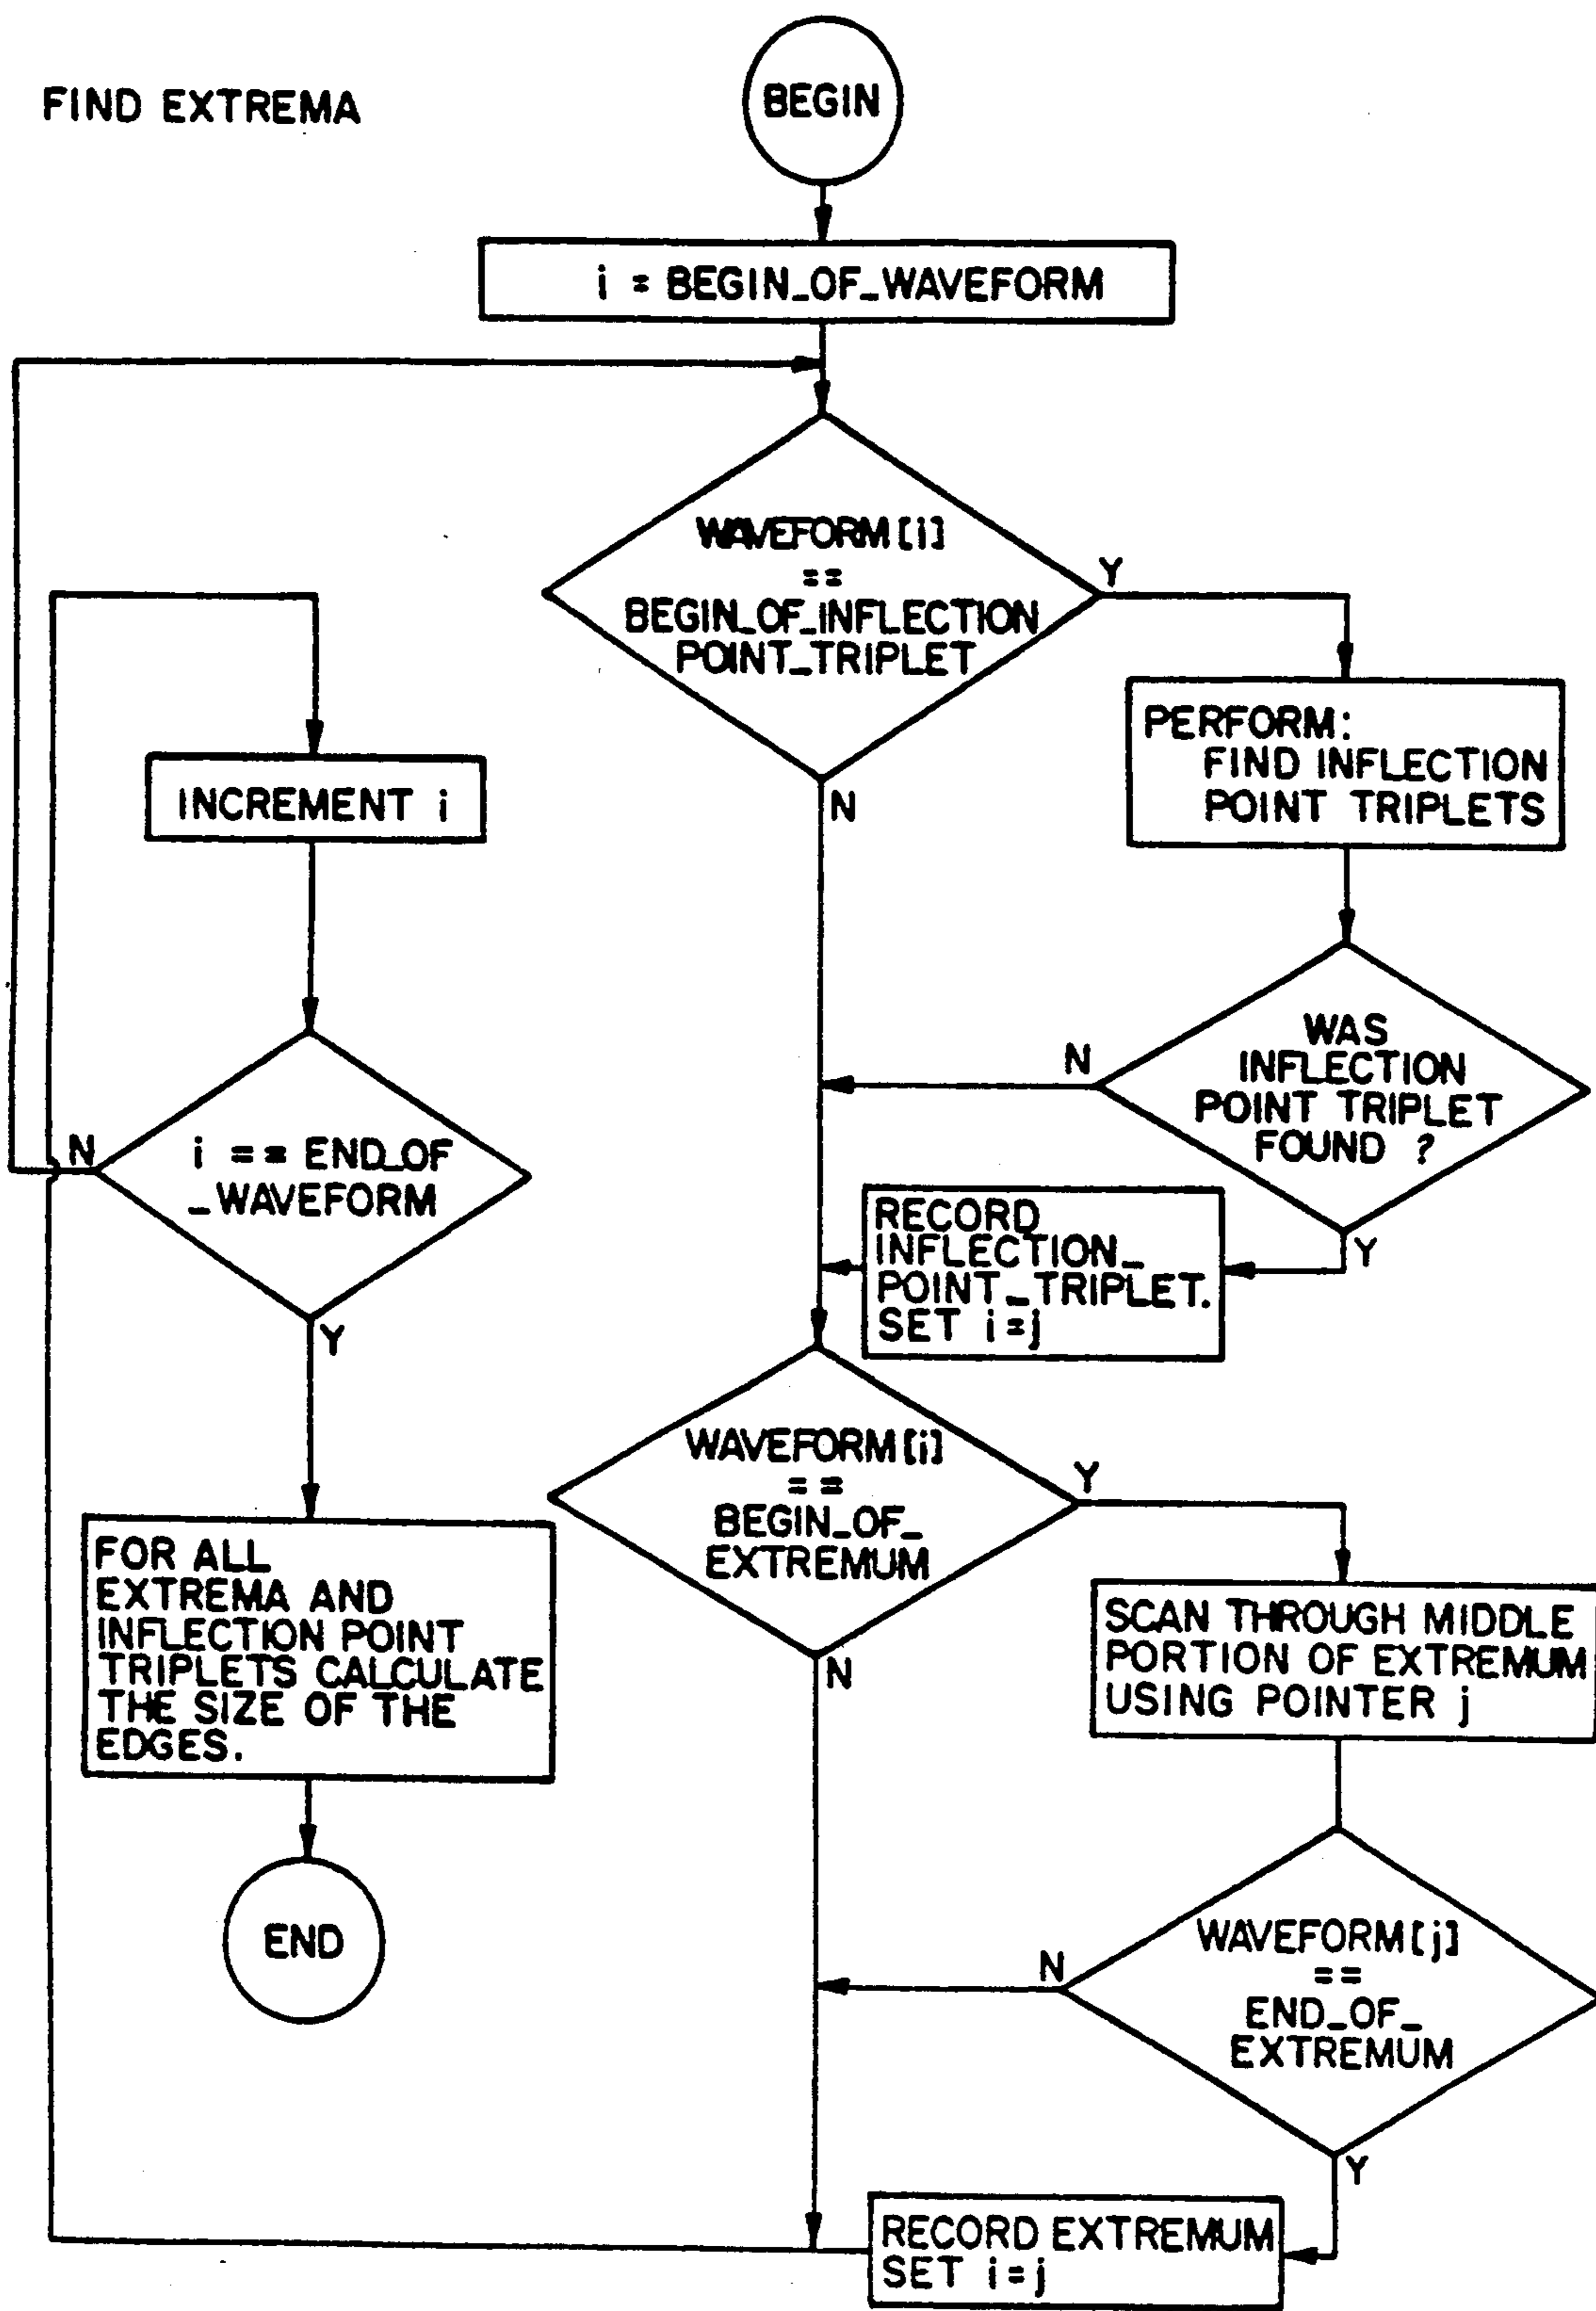 FIND EXTREMA
BEGIN
i = BEGIN_OF_WAVEFORM
WAVEFORM [i]
==
BEGIN_OF_INFLECTION
POINT_TRIPLET
Y
N
PERFORM:
FIND INFLECTION
POINT TRIPLETS
INCREMENT i
WAS
INFLECTION
POINT TRIPLET
FOUND ?
N
Y
i == END_OF
_WAVEFORM
N
Y
RECORD
INFLECTION_
POINT_TRIPLET.
SET i=j
WAVEFORM [i]
==
BEGIN_OF_
EXTREMUM
Y
N
FOR ALL
EXTREMA AND
INFLECTION POINT
TRIPLETS CALCULATE
THE SIZE OF THE
EDGES.
SCAN THROUGH MIDDLE
PORTION OF EXTREMUM
USING POINTER j
END
WAVEFORM [j]
==
END_OF_
EXTREMUM
N
Y
RECORD EXTREMUM
SET i=j